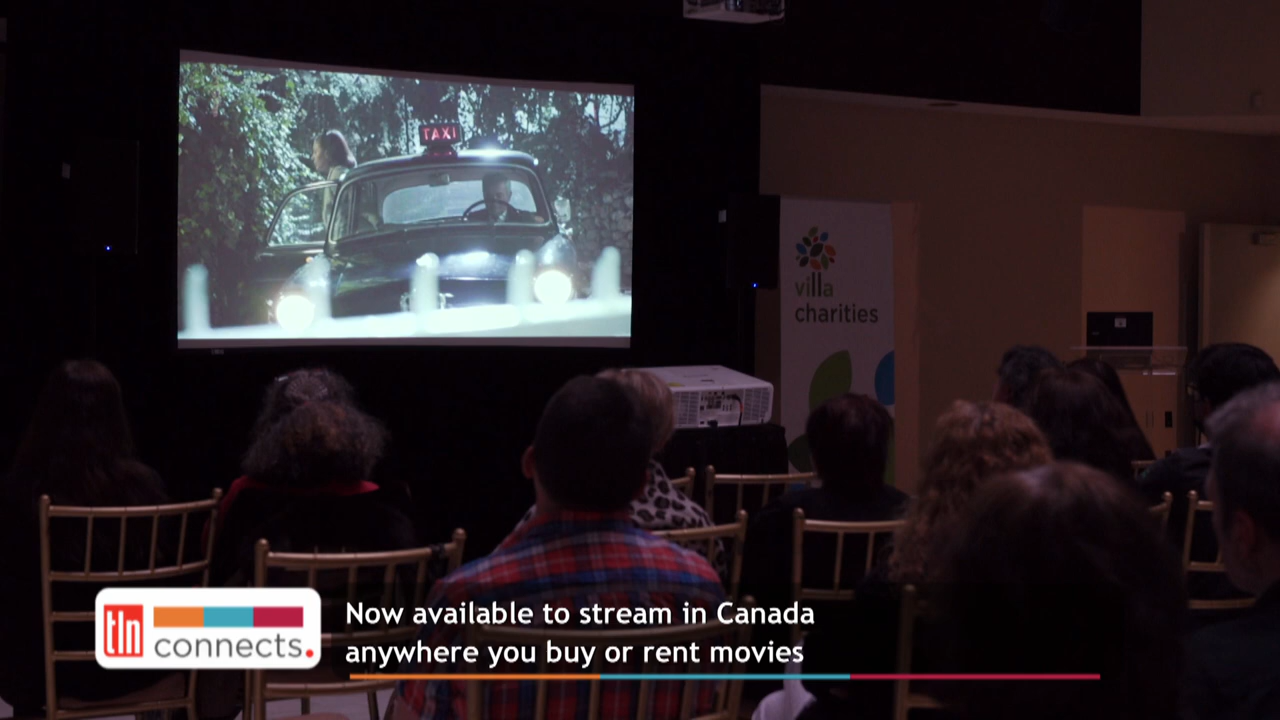 TAXI
villa
charities
tln
connects.
Now available to stream in Canada
anywhere you buy or rent movies